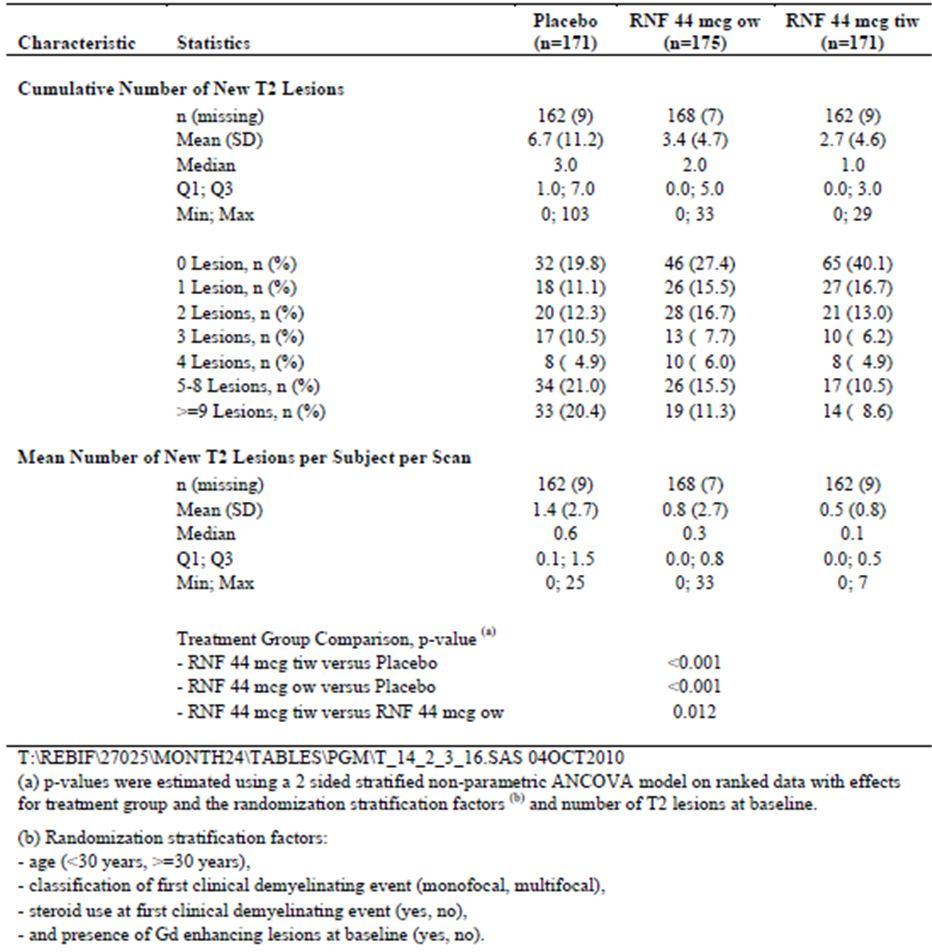 Characteristic Statistics Placebo (n=171) RNF 44 mcg ow (n=175) RNF 44 mcg tiw (n=171)
Cumulative Number of New T2 Lesions
n (missing) 162 (9) 168 (7) 162 (9)
Mean (SD) 6.7 (11.2) 3.4 (4.7) 2.7 (4.6)
Median 3.0 2.0 1.0
Q1; Q3 1.0; 7.0 0.0; 5.0 0.0; 3.0
Min; Max 0; 103 0; 33 0; 29
0 Lesion, n (%) 32 (19.8) 46 (27.4) 65 (40.1)
1 Lesion, n (%) 18 (11.1) 26 (15.5) 27 (16.7)
2 Lesions, n (%) 20 (12.3) 28 (16.7) 21 (13.0)
3 Lesions, n (%) 17 (10.5) 13 ( 7.7) 10 ( 6.2)
4 Lesions, n (%) 8 ( 4.9) 10 ( 6.0) 8 ( 4.9)
5-8 Lesions, n (%) 34 (21.0) 26 (15.5) 17 (10.5)
>=9 Lesions, n (%) 33 (20.4) 19 (11.3) 14 ( 8.6)
Mean Number of New T2 Lesions per Subject per Scan
n (missing) 162 (9) 168 (7) 162 (9)
Mean (SD) 1.4 (2.7) 0.8 (2.7) 0.5 (0.8)
Median 0.6 0.3 0.1
Q1; Q3 0.1; 1.5 0.0; 0.8 0.0; 0.5
Min; Max 0; 25 0; 33 0; 7
Treatment Group Comparison, p-value (a)
- RNF 44 mcg tiw versus Placebo <0.001
- RNF 44 mcg ow versus Placebo <0.001
- RNF 44 mcg tiw versus RNF 44 mcg ow 0.012
T:\REBIF\27025\MONTH24\TABLES\PGM\T_14_2_3_16.SAS 04OCT2010
(a) p-values were estimated using a 2 sided stratified non-parametric ANCOVA model on ranked data with effects
for treatment group and the randomization stratification factors (b) and number of T2 lesions at baseline.
(b) Randomization stratification factors:
- age (<30 years, >=30 years),
- classification of first clinical demyelinating event (monofocal, multifocal),
- steroid use at first clinical demyelinating event (yes, no),
- and presence of Gd enhancing lesions at baseline (yes, no).